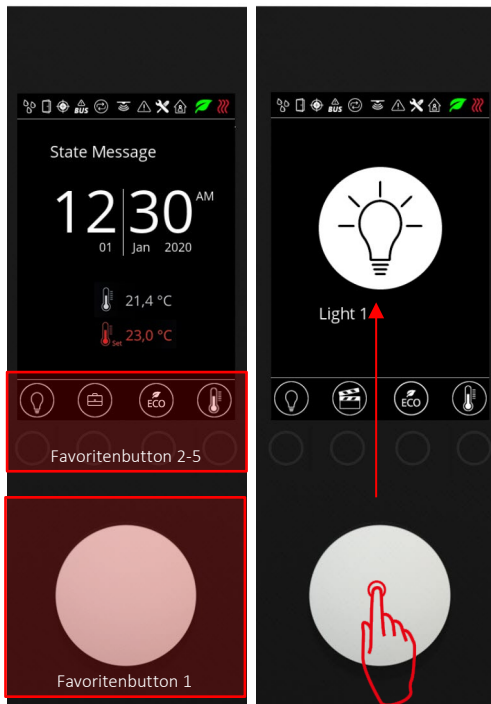 BUS
State Message
12 30 AM
01 Jan 2020
21,4 °C
Set 23,0 °C
ECO
Favoritenbutton 2-5
Favoritenbutton 1
BUS
Light 1
ECO